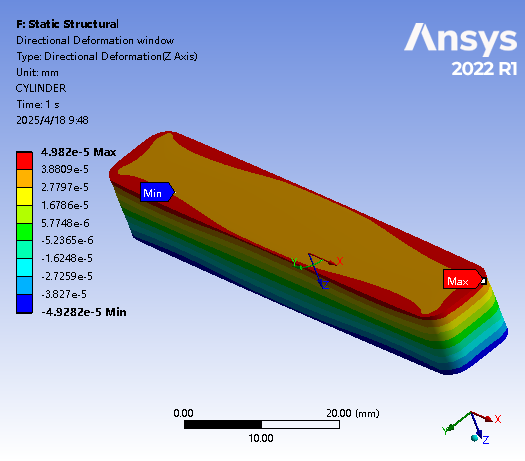 F: Static Structural
Directional Deformation window
Type: Directional Deformation(Z Axis)
Unit: mm
CYLINDER
Time: 1 s
2025/4/18 9:48
Ansys
2022 R1
4.982e-5 Max
3.8809e-5
2.7797e-5
1.6786e-5
5.7748e-6
-5.2365e-6
-1.6248e-5
-2.7259e-5
-3.827e-5
-4.9282e-5 Min
Min
Y
X
Z
Max
0.00
20.00 (mm)
10.00
Y
X
Z